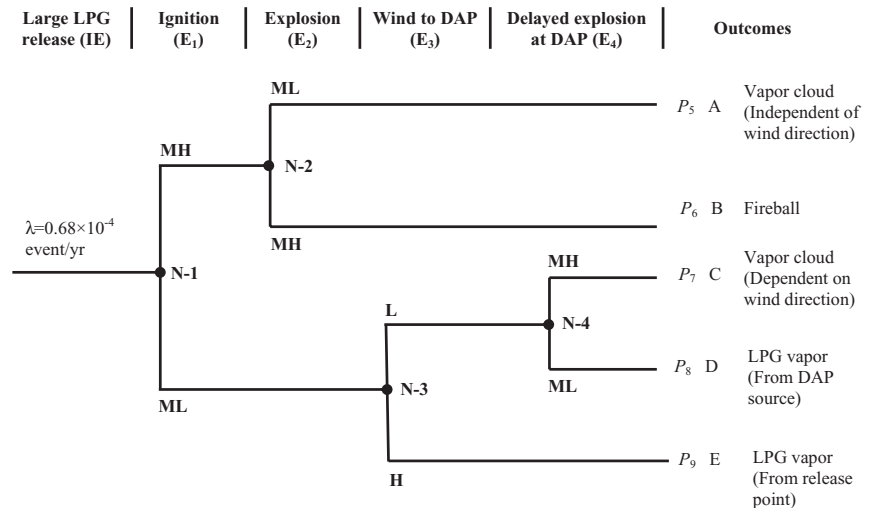 Large LPG
release (IE)
Ignition
(E₁)
Explosion
(E₂)
Wind to DAP
(E₃)
Delayed explosion
at DAP (E₄)
Outcomes
ML
P₅ A Vapor cloud
(Independent of
wind direction)
MH
N-2
P₆ B Fireball
MH
λ=0.68×10⁻⁴
event/yr
N-1
MH
P₇ C Vapor cloud
(Dependent on
wind direction)
L
N-4
P₈ D LPG vapor
(From DAP
source)
ML
ML
N-3
P₉ E LPG vapor
(From release
point)
H